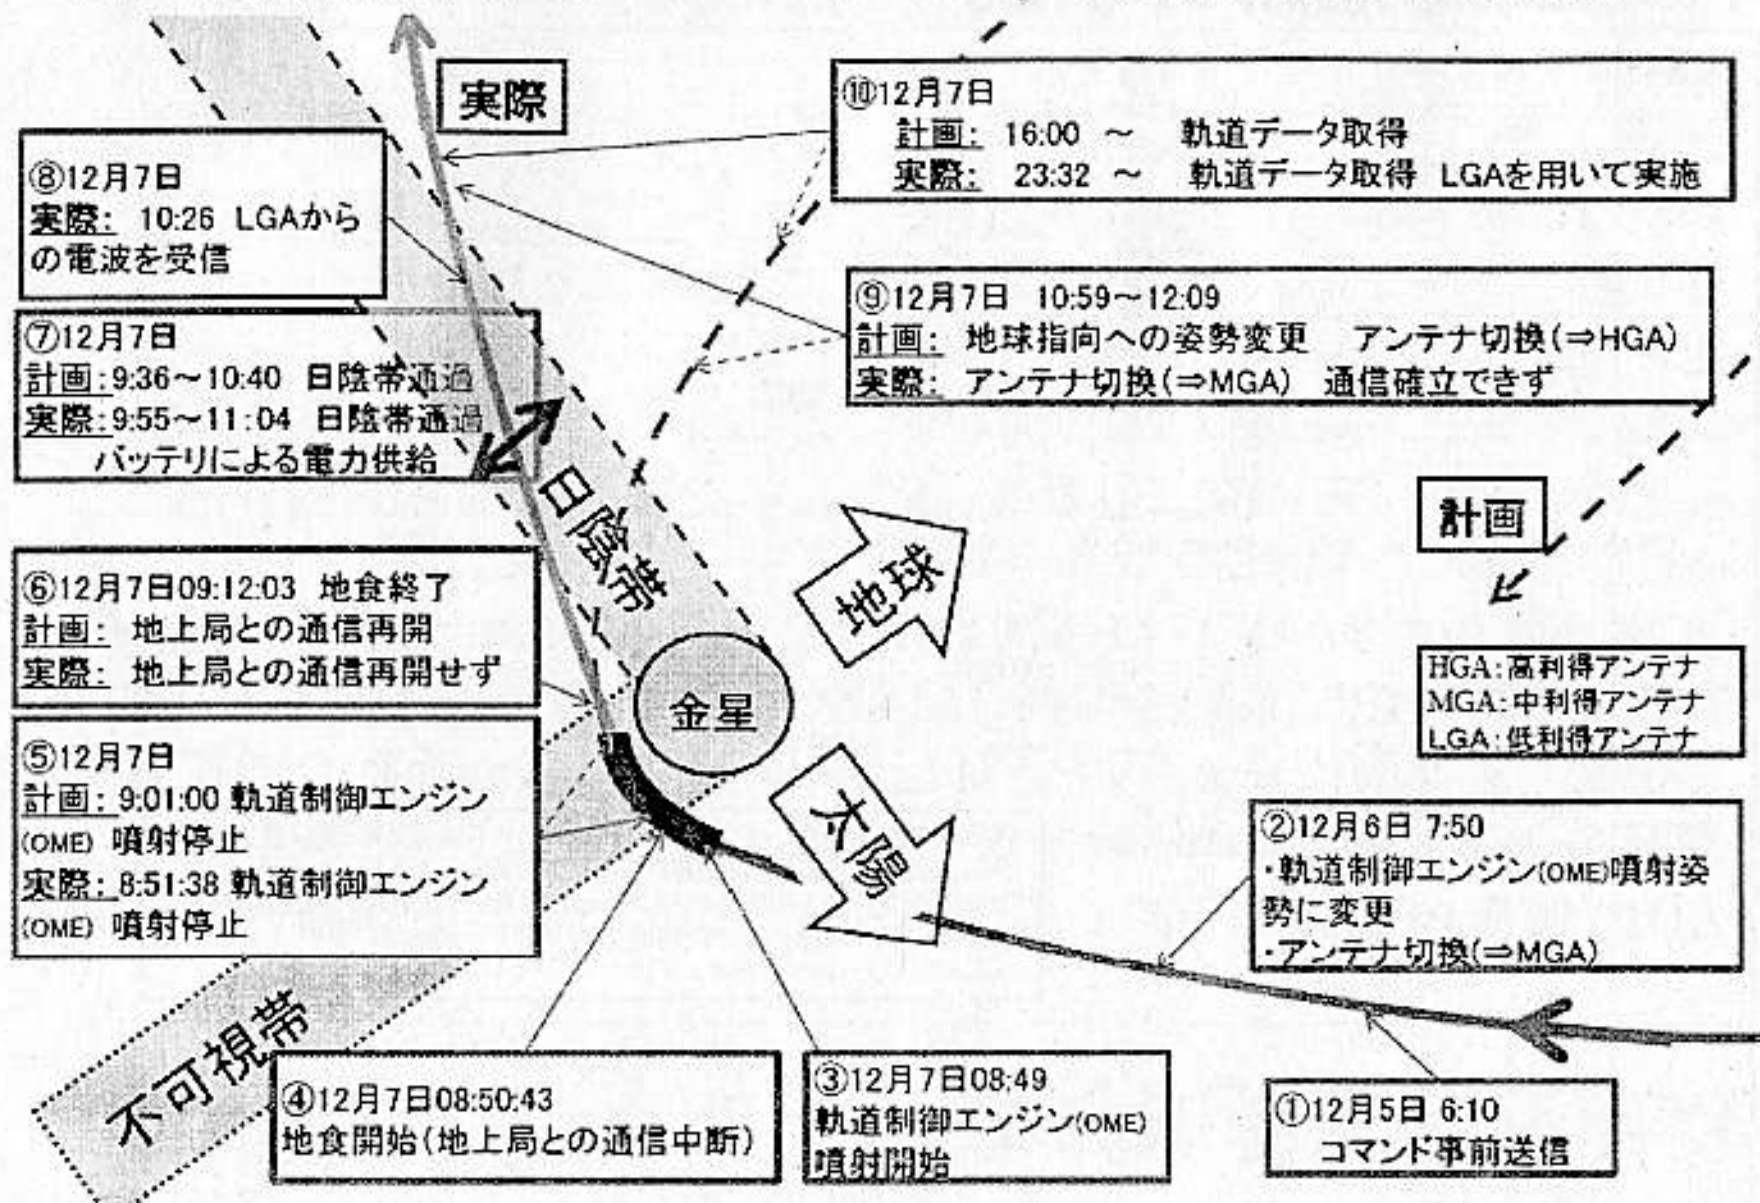 実際
⑩12月7日
計画: 16:00 ～ 軌道データ取得
実際: 23:32 ～ 軌道データ取得 LGAを用いて実施
⑧12月7日
実際: 10:26 LGAから
の電波を受信
⑨12月7日 10:59～12:09
計画: 地球指向への姿勢変更 アンテナ切換(⇒HGA)
実際: アンテナ切換(⇒MGA) 通信確立できず
⑦12月7日
計画:9:36～10:40 日陰帯通過
実際:9:55～11:04 日陰帯通過
バッテリによる電力供給
日陰帯
計画
地球
⑥12月7日09:12:03 地食終了
計画: 地上局との通信再開
実際: 地上局との通信再開せず
金星
HGA:高利得アンテナ
MGA:中利得アンテナ
LGA:低利得アンテナ
⑤12月7日
計画: 9:01:00 軌道制御エンジン
(OME) 噴射停止
実際: 8:51:38 軌道制御エンジン
(OME) 噴射停止
太陽
②12月6日 7:50
・軌道制御エンジン(OME)噴射姿
勢に変更
・アンテナ切換(⇒MGA)
不可視帯
④12月7日08:50:43
地食開始(地上局との通信中断)
③12月7日08:49
軌道制御エンジン(OME)
噴射開始
①12月5日 6:10
コマンド事前送信